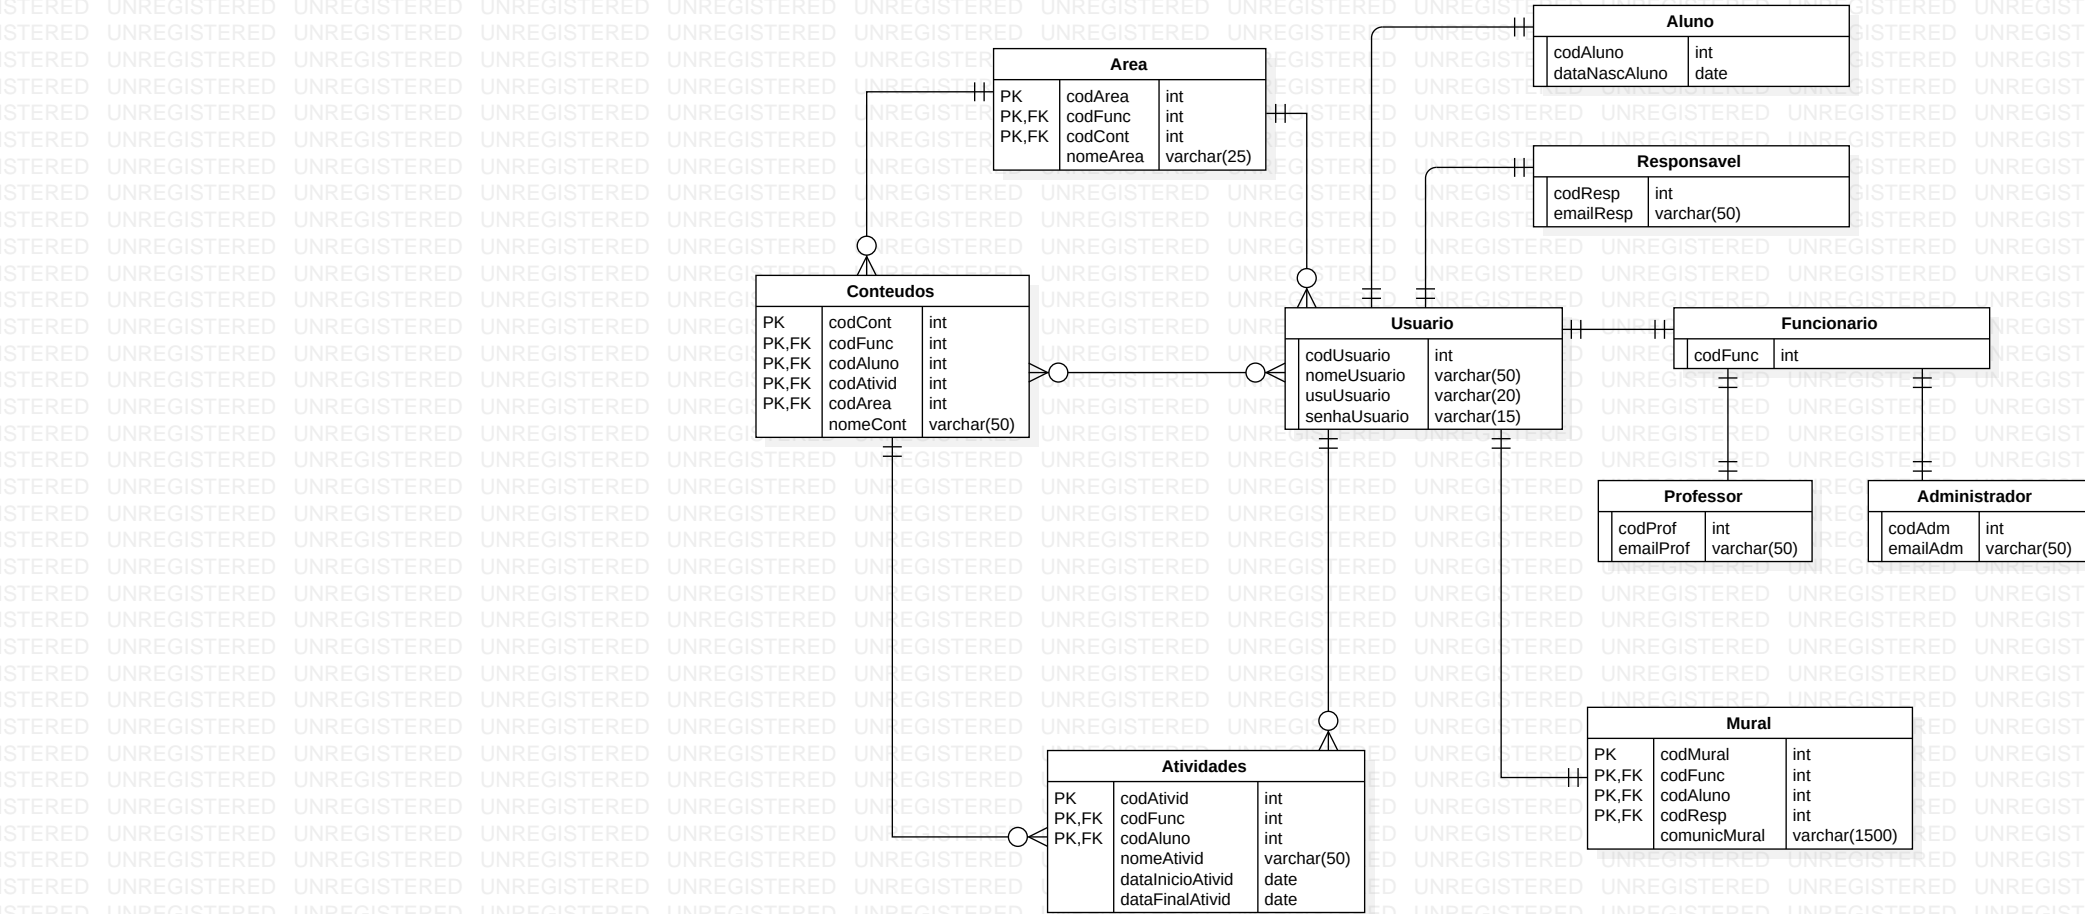 Aluno
codAluno int
dataNascAluno date
Area
PK codArea int
PK,FK codFunc int
PK,FK codCont int
nomeArea varchar(25)
Responsavel
codResp int
emailResp varchar(50)
Conteudos
PK codCont int
PK,FK codFunc int
PK,FK codAluno int
PK,FK codAtivid int
PK,FK codArea int
nomeCont varchar(50)
Usuario
codUsuario int
nomeUsuario varchar(50)
usuUsuario varchar(20)
senhaUsuario varchar(15)
Funcionario
codFunc int
Professor
codProf int
emailProf varchar(50)
Administrador
codAdm int
emailAdm varchar(50)
Mural
PK codMural int
PK,FK codFunc int
PK,FK codAluno int
PK,FK codResp int
comunicMural varchar(1500)
Atividades
PK codAtivid int
PK,FK codFunc int
PK,FK codAluno int
nomeAtivid varchar(50)
dataInicioAtivid date
dataFinalAtivid date
UNREGISTERED